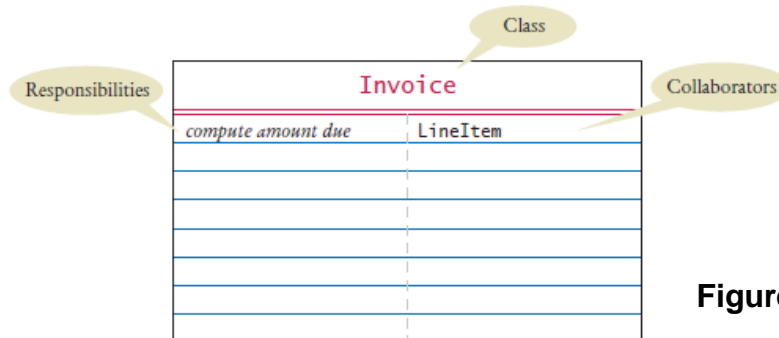 Class
Responsibilities
Invoice
Collaborators
compute amount due
LineItem
Figure